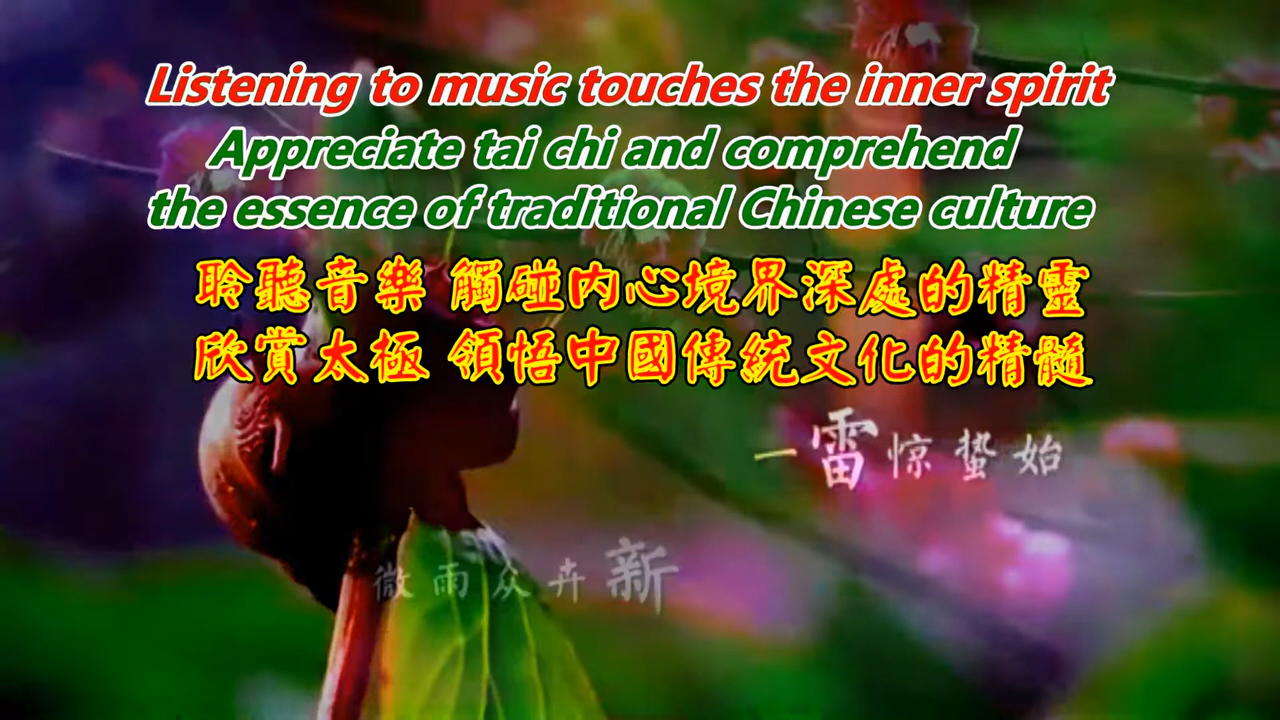 Listening to music touches the inner spirit
Appreciate tai chi and comprehend
the essence of traditional Chinese culture
聆聽音樂 觸碰内心境界深處的精靈
欣賞太極 領悟中國傳統文化的精髓
一雷惊蛰始
微雨众卉新